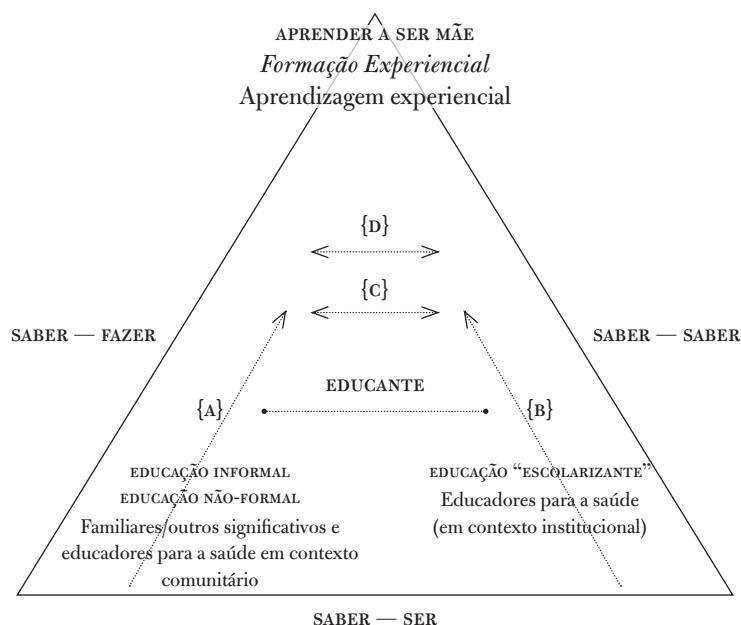 APRENDER A SER MÃE
Formação Experiencial
Aprendizagem experiencial
{D}
{C}
SABER — FAZER
SABER — SABER
EDUCANTE
{A}
{B}
EDUCAÇÃO INFORMAL
EDUCAÇÃO NÃO-FORMAL
Familiares/outros significativos e
educadores para a saúde em contexto
comunitário
EDUCAÇÃO “ESCOLARIZANTE”
Educadores para a saúde
(em contexto institucional)
SABER — SER